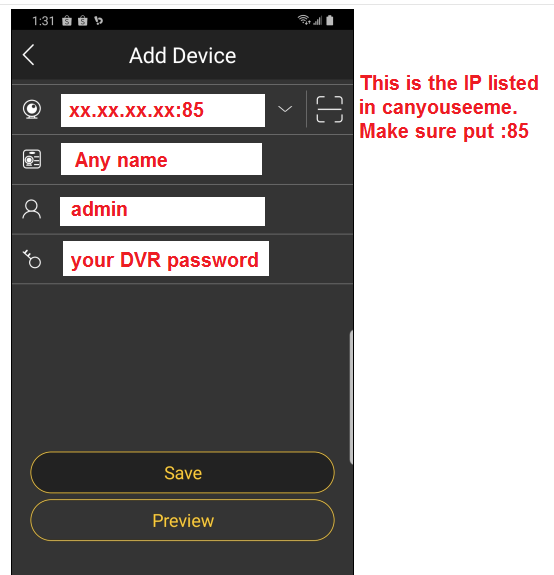 1:31
Add Device
xx.xx.xx.xx:85
This is the IP listed
in canyouseeme.
Make sure put :85
Any name
admin
your DVR password
Save
Preview